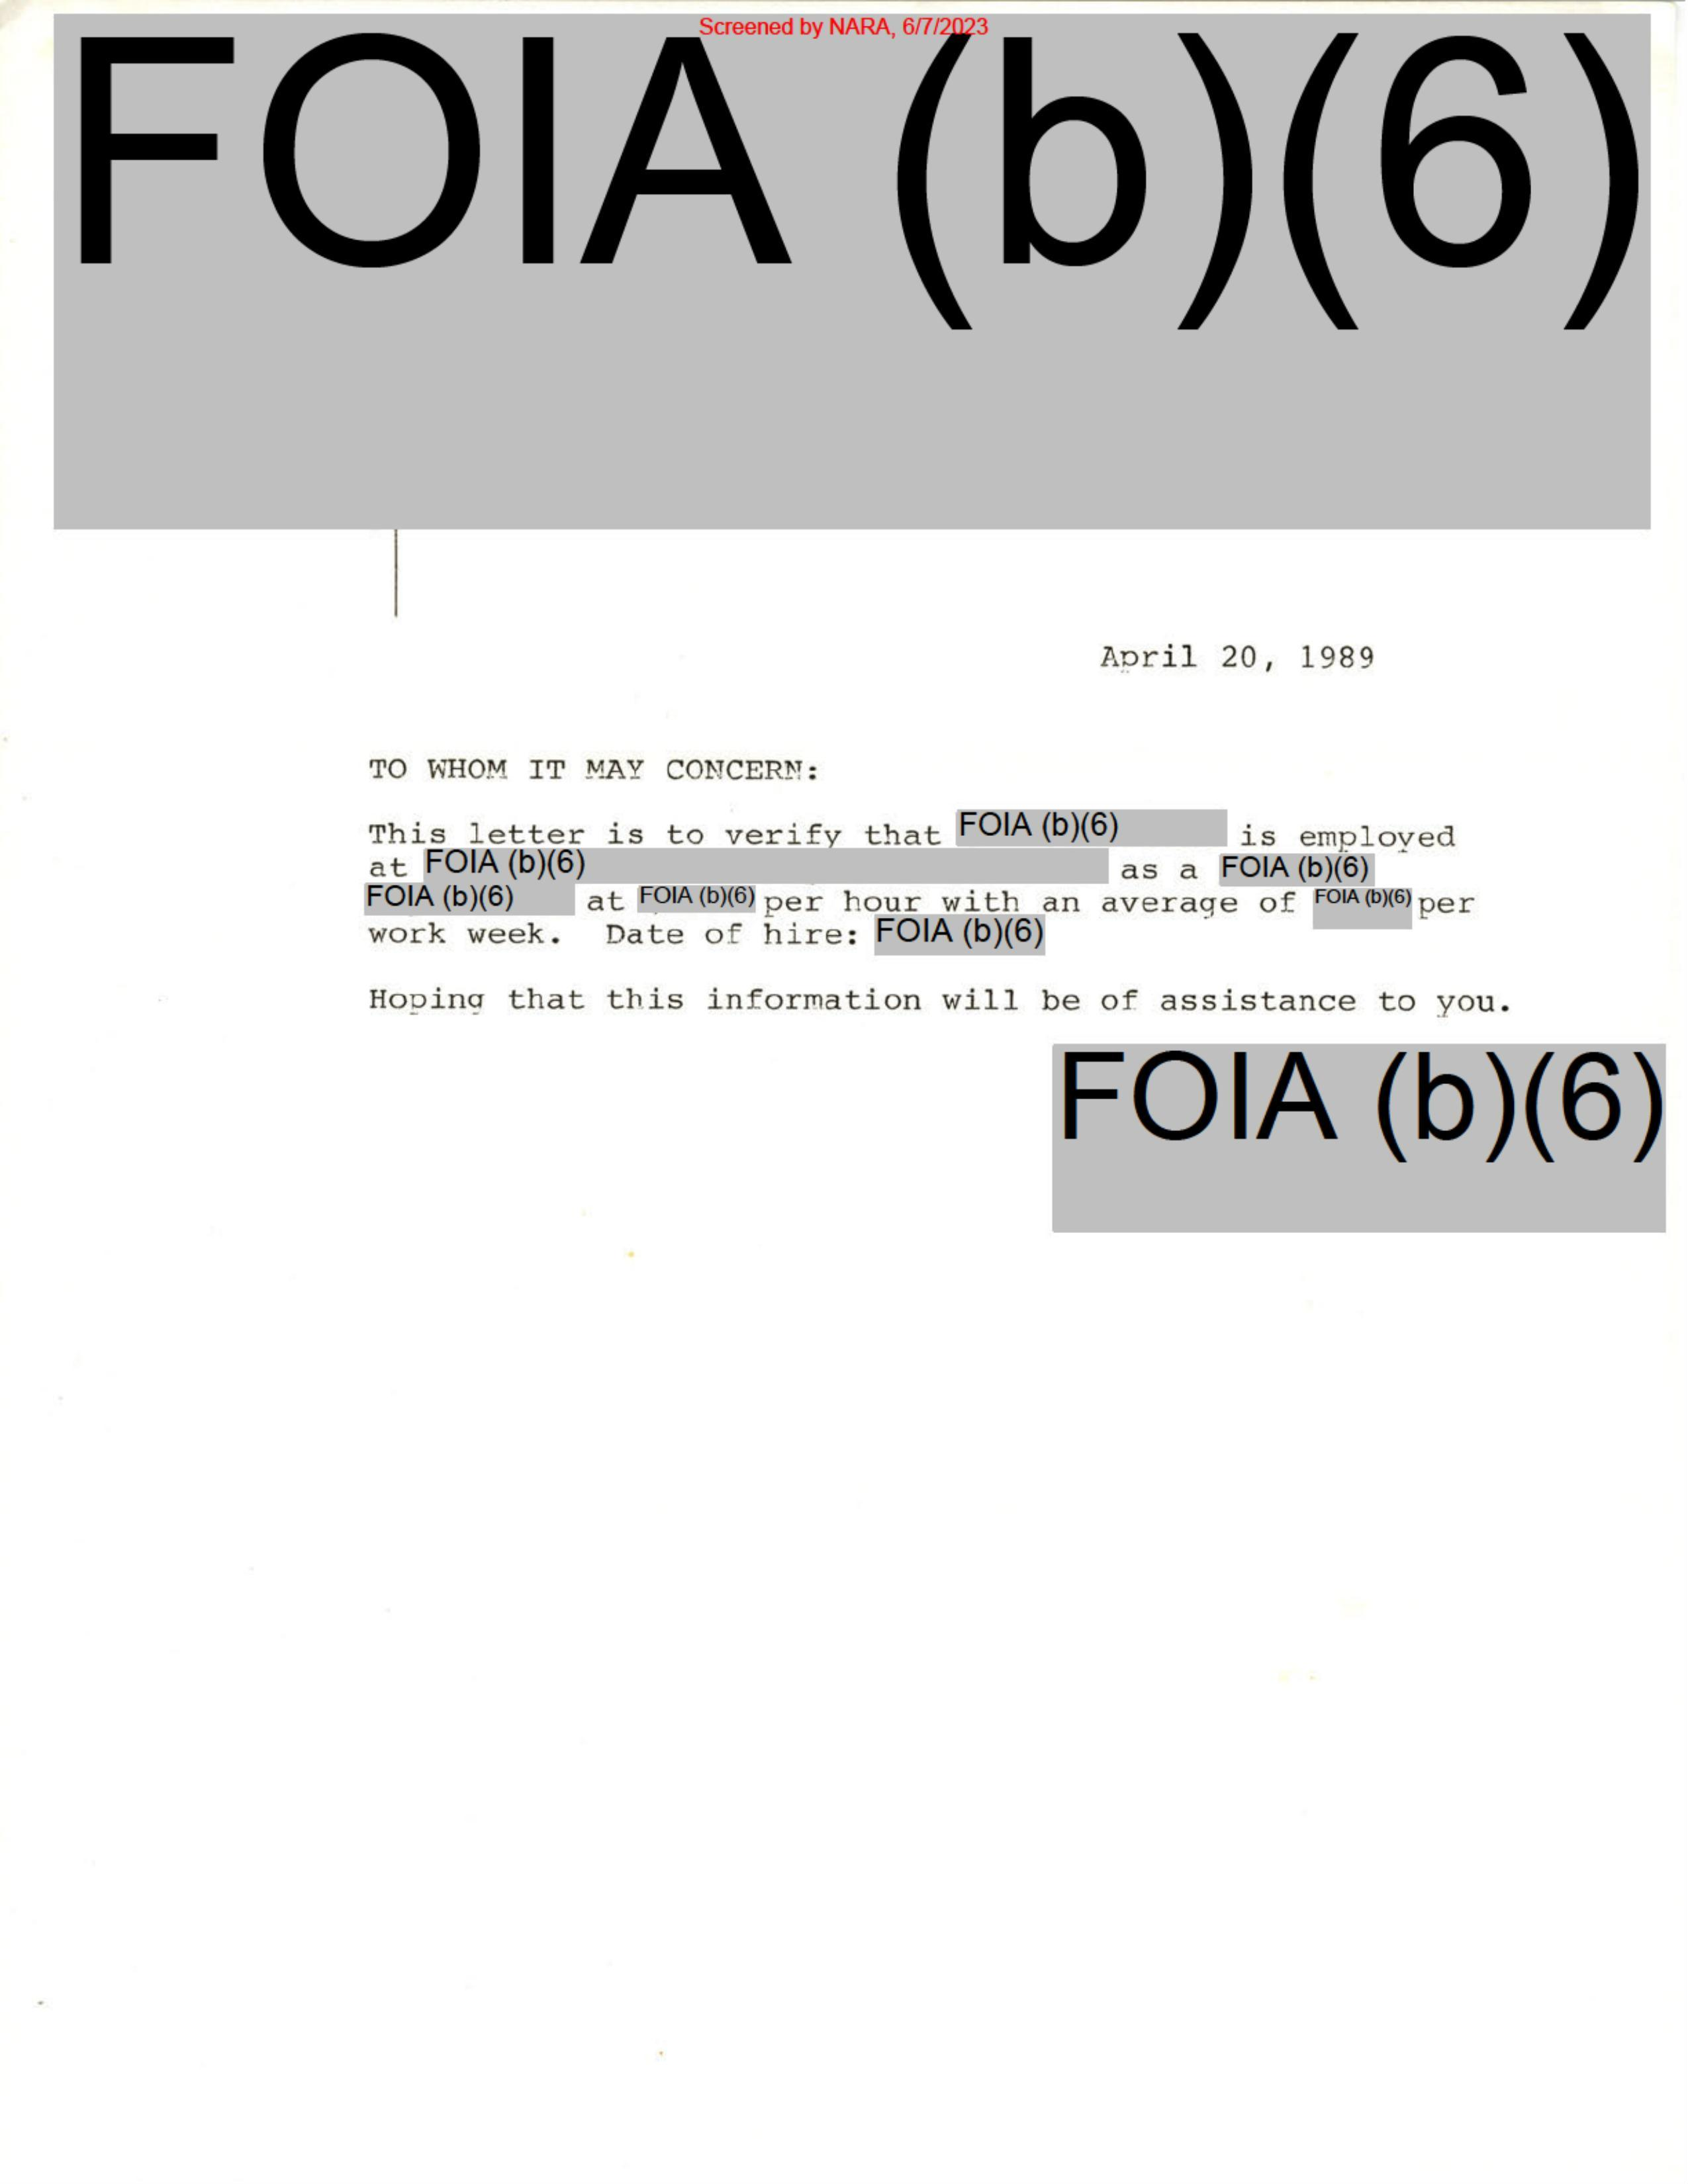 Screened by NARA, 6/7/2023
FOIA (b)(6)
April 20, 1989
TO WHOM IT MAY CONCERN:
This letter is to verify that FOIA (b)(6) is employed
at FOIA (b)(6) as a FOIA (b)(6)
FOIA (b)(6) at FOIA (b)(6) per hour with an average of FOIA (b)(6) per
work week. Date of hire: FOIA (b)(6)
Hoping that this information will be of assistance to you.
FOIA (b)(6)